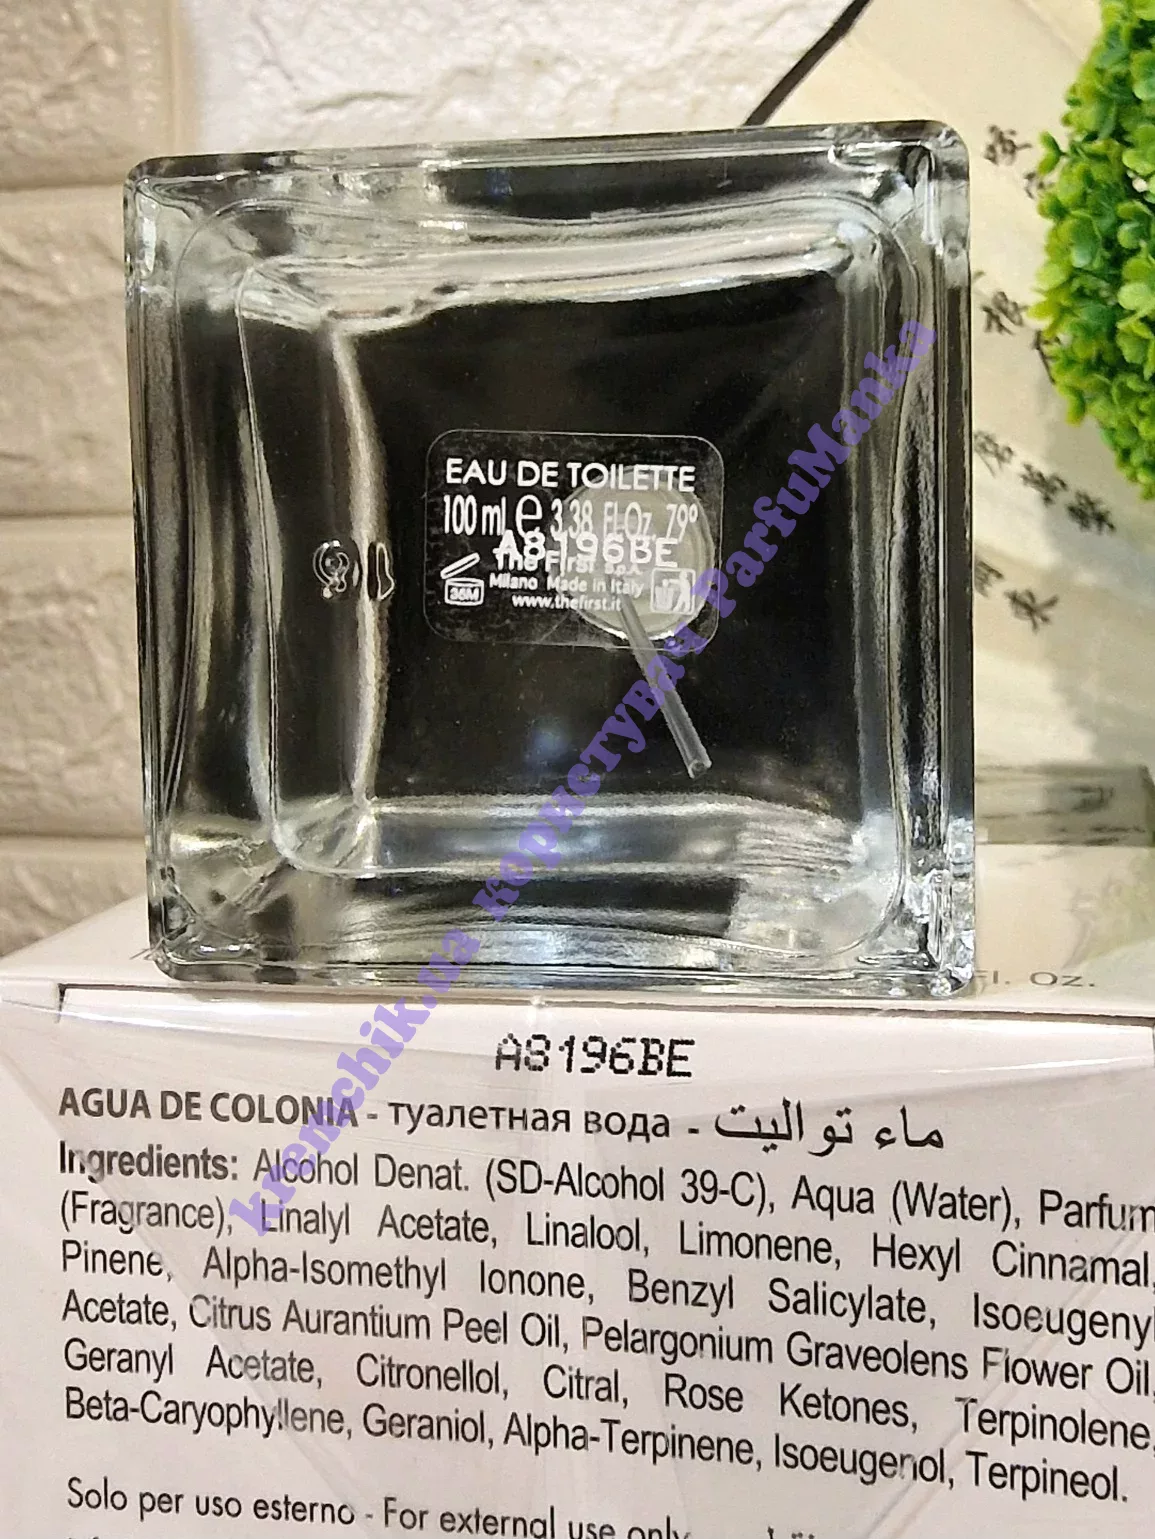 EAU DE TOILETTE
100 ml e 3,38 Fl.Oz. 79°
A8196BE
The First S.p.A.
36M
Milano Made in Italy
www.thefirst.it
l. Oz.
A8196BE
AGUA DE COLONIA - туалетная вода - ماء تواليت
Ingredients: Alcohol Denat. (SD-Alcohol 39-C), Aqua (Water), Parfum
(Fragrance), Linalyl Acetate, Linalool, Limonene, Hexyl Cinnamal,
Pinene, Alpha-Isomethyl Ionone, Benzyl Salicylate, Isoeugenyl
Acetate, Citrus Aurantium Peel Oil, Pelargonium Graveolens Flower Oil,
Geranyl Acetate, Citronellol, Citral, Rose Ketones, Terpinolene,
Beta-Caryophyllene, Geraniol, Alpha-Terpinene, Isoeugenol, Terpineol.
Solo per uso esterno - For external use only
kremchik.ua користувач ParfuManka